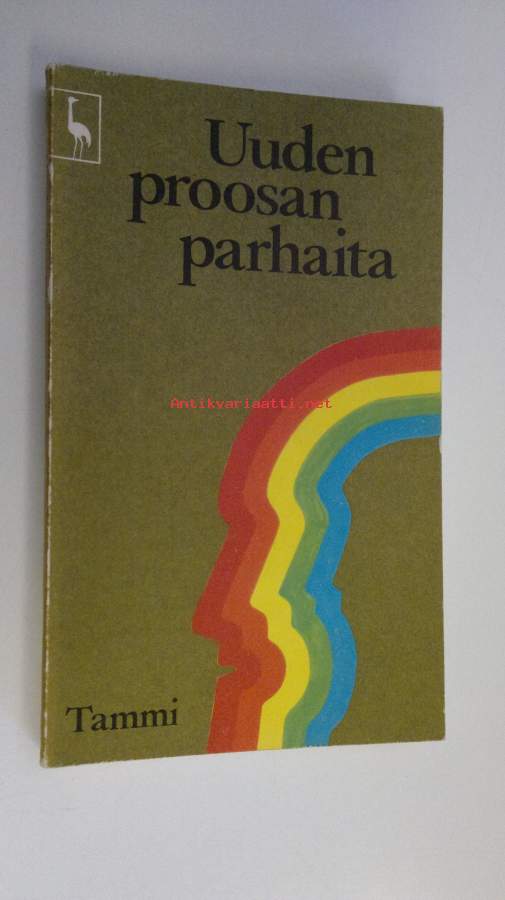 Uuden
proosan
parhaita
Antikvariaatti.net
Tammi